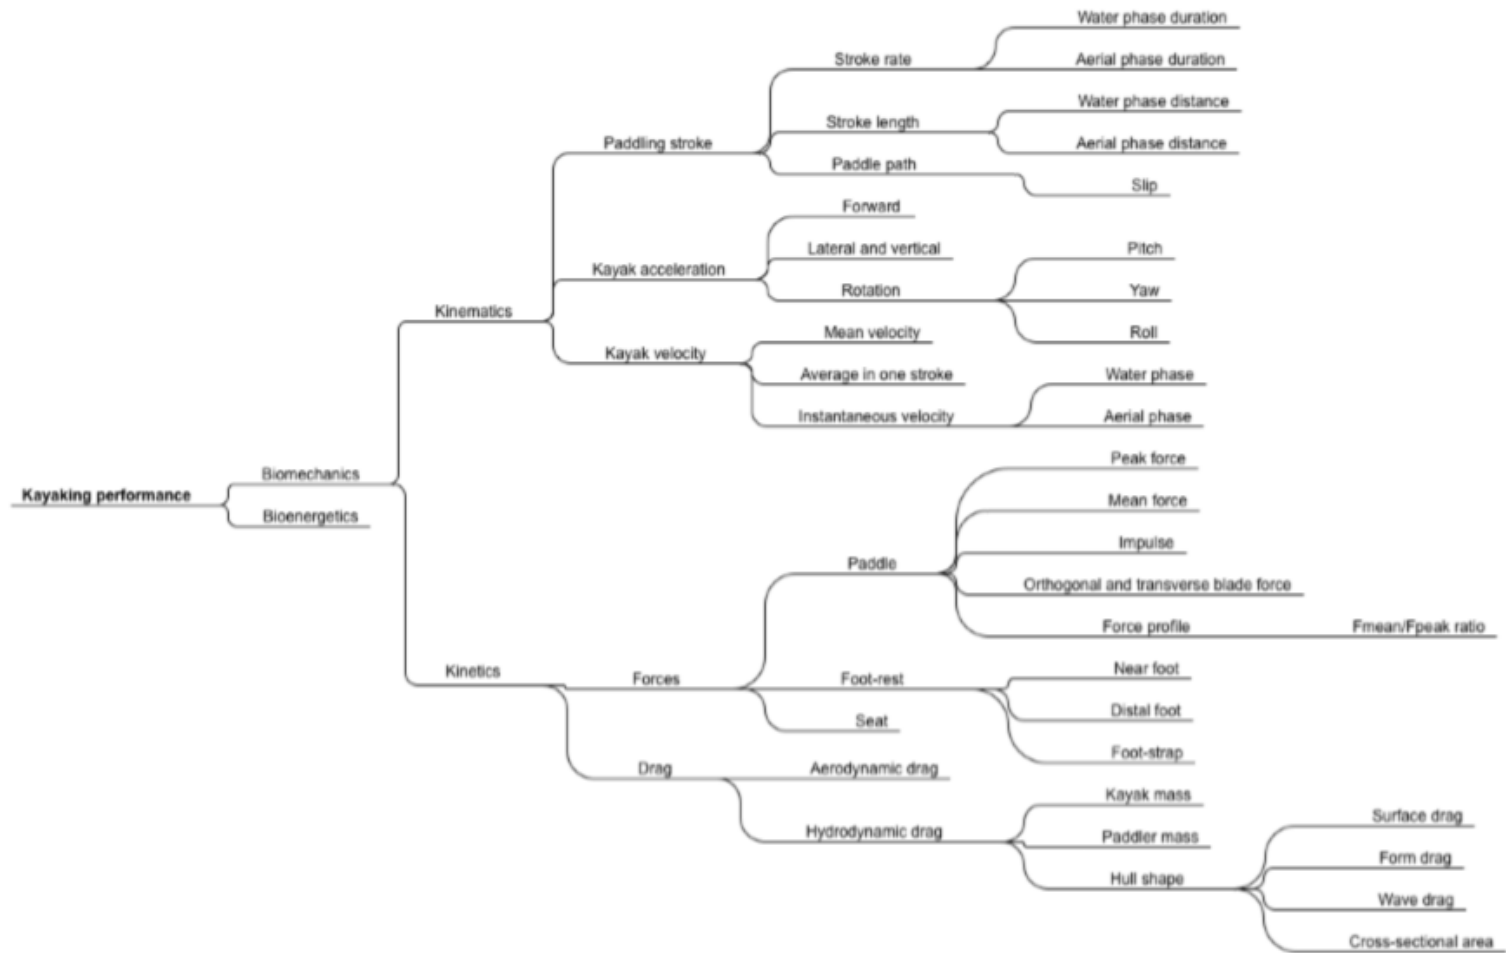 Water phase duration
Stroke rate
Aerial phase duration
Water phase distance
Stroke length
Paddling stroke
Aerial phase distance
Paddle path
Slip
Forward
Lateral and vertical
Pitch
Kayak acceleration
Rotation
Yaw
Kinematics
Mean velocity
Roll
Kayak velocity
Average in one stroke
Water phase
Instantaneous velocity
Aerial phase
Peak force
Biomechanics
Kayaking performance
Mean force
Bioenergetics
Impulse
Paddle
Orthogonal and transverse blade force
Force profile
Fmean/Fpeak ratio
Kinetics
Forces
Foot-rest
Near foot
Distal foot
Seat
Foot-strap
Drag
Aerodynamic drag
Kayak mass
Surface drag
Hydrodynamic drag
Paddler mass
Form drag
Hull shape
Wave drag
Cross-sectional area